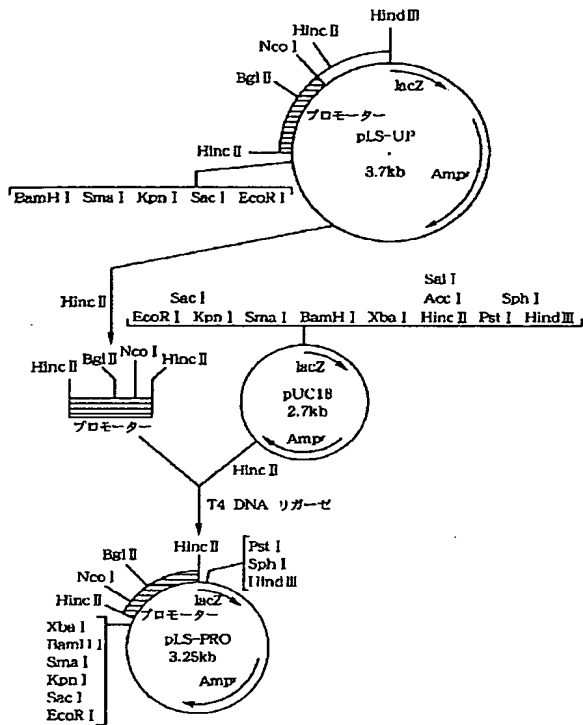 Hind III
Hinc II
Nco I
Bgl II
lacZ
プロモーター
pLS-UP
3.7kb
Hinc II
Ampr
BamH I Sma I Kpn I Sac I EcoR I
Sal I
Sac I Acc I Sph I
EcoR I Kpn I Sma I BamH I Xba I Hinc II Pst I Hind III
Hinc II
Nco I
Bgl II Hinc II
Hinc II
プロモーター
lacZ
pUC18
2.7kb
Ampr
Hinc II
T4 DNA リガーゼ
Hinc II
Pst I
Sph I
Hind III
Bgl II
Nco I
Hinc II
lacZ
プロモーター
pLS-PRO
3.25kb
Ampr
Xba I
BamH I
Sma I
Kpn I
Sac I
EcoR I